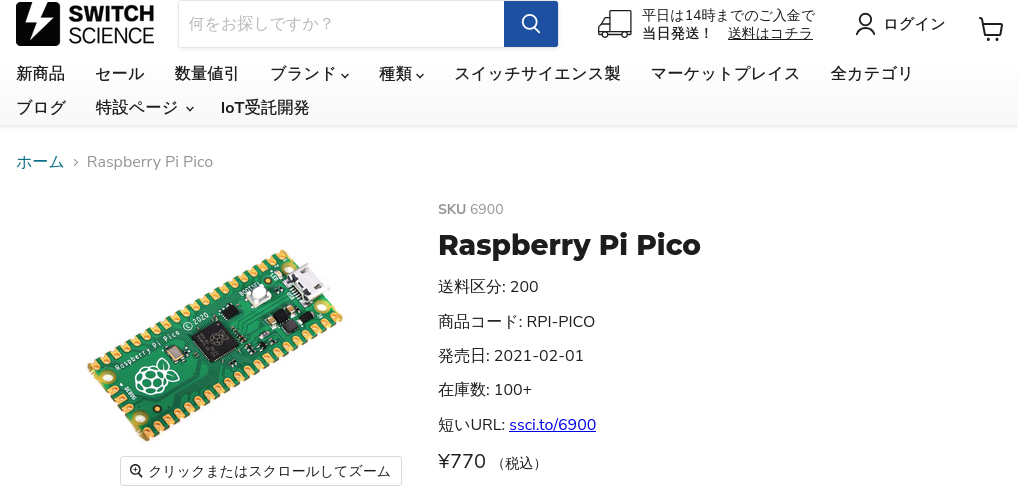 SWITCH
SCIENCE
何をお探しですか？
平日は14時までのご入金で
当日発送！ 送料はコチラ
ログイン
新商品 セール 数量値引 ブランド 種類 スイッチサイエンス製 マーケットプレイス 全カテゴリ
ブログ 特設ページ IoT受託開発
ホーム > Raspberry Pi Pico
SKU 6900
Raspberry Pi Pico
送料区分: 200
商品コード: RPI-PICO
発売日: 2021-02-01
在庫数: 100+
短いURL: ssci.to/6900
¥770 （税込）
Raspberry Pi Pico © 2020
BOOTSEL
USB
DEBUG
クリックまたはスクロールしてズーム